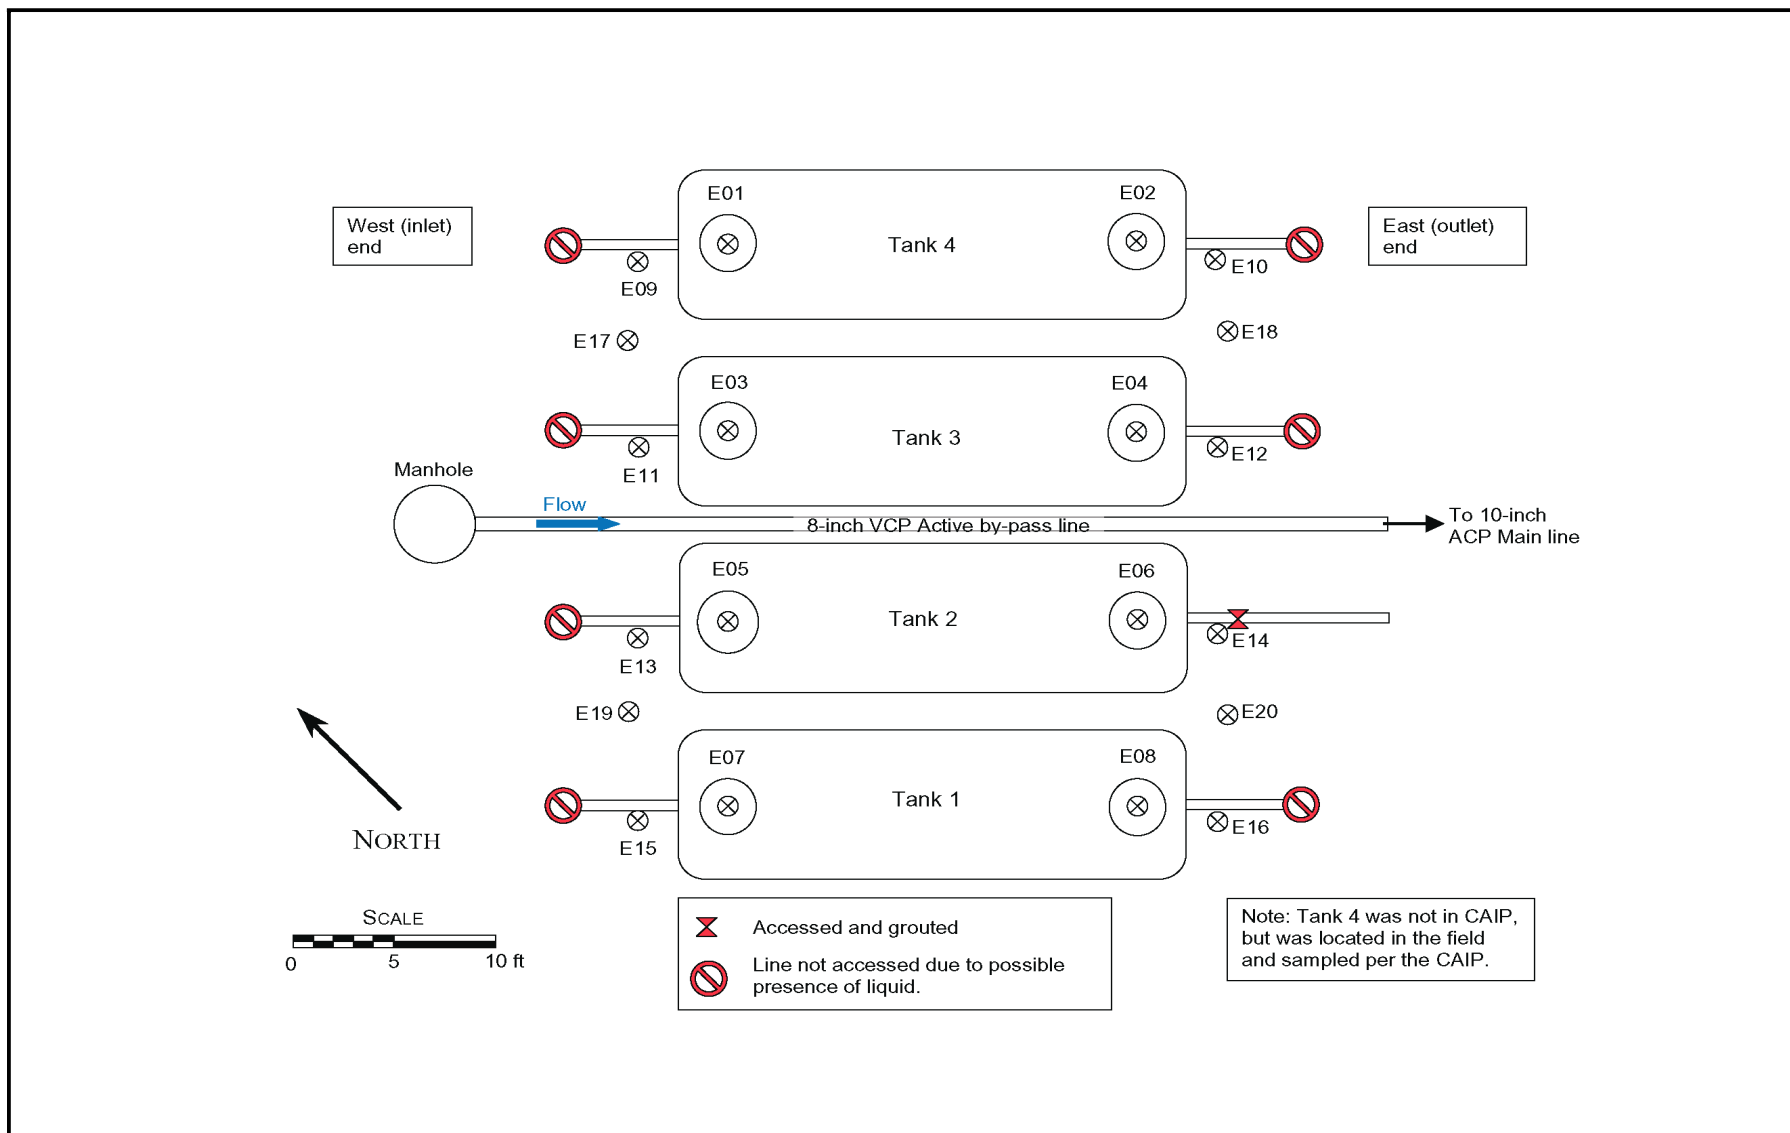 E01
E02
West (inlet)
end
Tank 4
East (outlet)
end
E09
E10
E17
E18
E03
E04
Tank 3
E11
E12
Manhole
Flow
8-inch VCP Active by-pass line
To 10-inch
ACP Main line
E05
E06
Tank 2
E13
E14
E19
E20
E07
E08
Tank 1
E15
E16
NORTH
SCALE
0 5 10 ft
Accessed and grouted
Line not accessed due to possible
presence of liquid.
Note: Tank 4 was not in CAIP,
but was located in the field
and sampled per the CAIP.